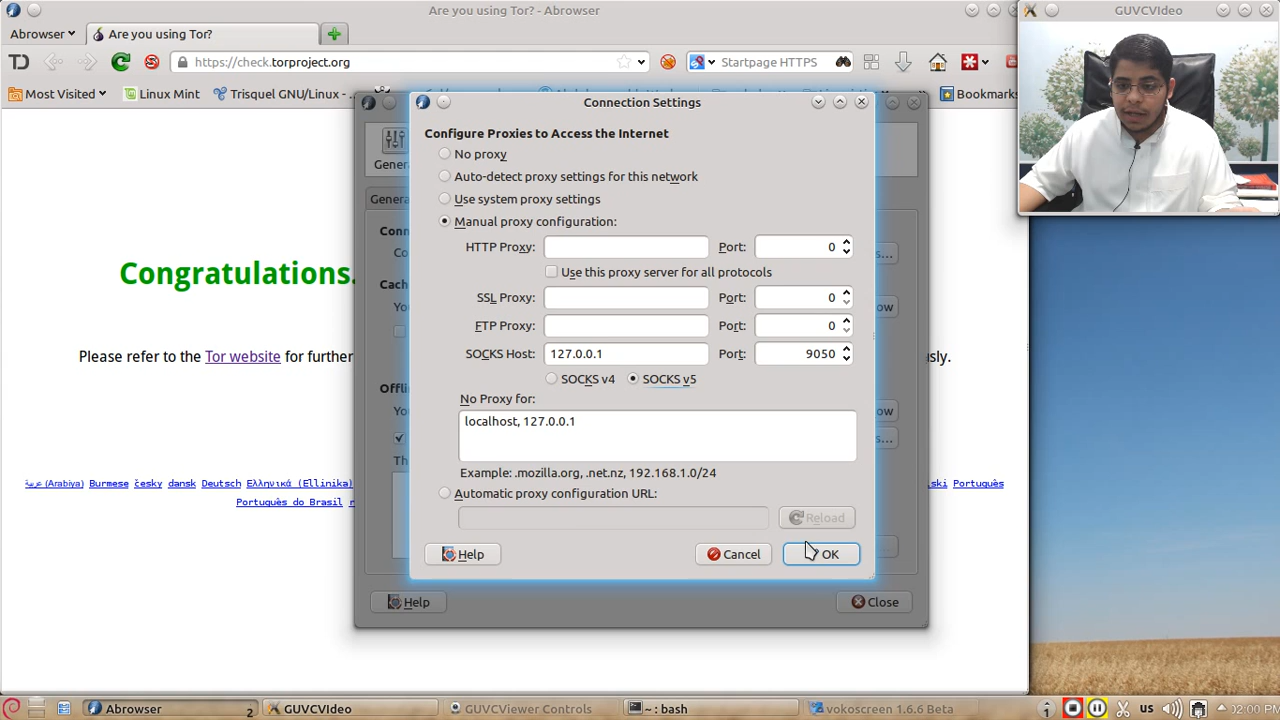 Are you using Tor? - Abrowser
GUVCVIdeo
Abrowser
Are you using Tor?
https://check.torproject.org
Startpage HTTPS
Most Visited
Linux Mint
Trisquel GNU/Linux -
Bookmarks
Connection Settings
Configure Proxies to Access the Internet
No proxy
Auto-detect proxy settings for this network
Use system proxy settings
Manual proxy configuration:
HTTP Proxy: Port: 0
Use this proxy server for all protocols
SSL Proxy: Port: 0
FTP Proxy: Port: 0
SOCKS Host: 127.0.0.1 Port: 9050
SOCKS v4 SOCKS v5
No Proxy for:
localhost, 127.0.0.1
Example: .mozilla.org, .net.nz, 192.168.1.0/24
Automatic proxy configuration URL:
Reload
Help Cancel OK
Help Close
Congratulations.
Please refer to the Tor website for further
عربية (Arabiya) Burmese česky dansk Deutsch Ελληνικά (Ellinika) Português
Português do Brasil
Abrowser 2 GUVCVIdeo GUVCViewer Controls ~ : bash vokoscreen 1.6.6 Beta 1 us 02:00 PM